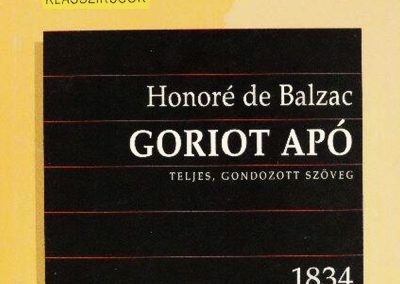 KLASSZIKUSOK
Honoré de Balzac
GORIOT APÓ
TELJES, GONDOZOTT SZÖVEG
1834